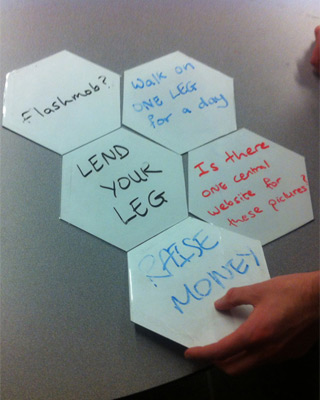 Flashmob?
Walk on
ONE LEG
for a day
LEND
YOUR
LEG
Is there
ONE central
website for
these pictures?
RAISE
MONEY